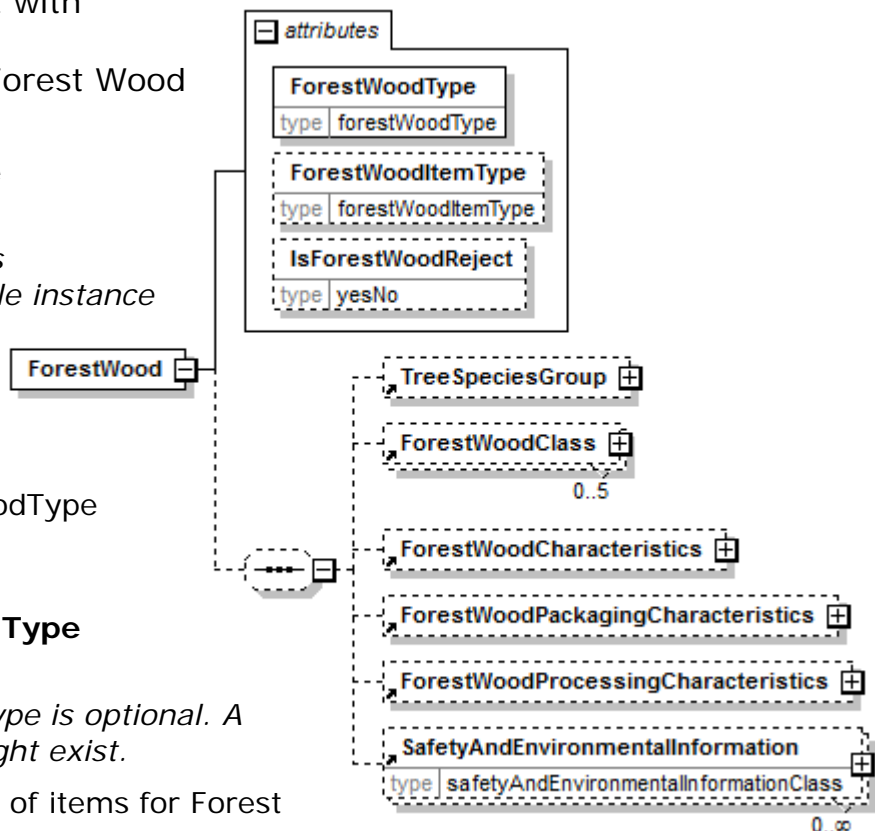 with
orest Wood
s
le instance
odType
Type
ype is optional. A
ght exist.
of items for Forest
attributes
ForestWoodType
type forestWoodType
ForestWoodItemType
type forestWoodItemType
IsForestWoodReject
type yesNo
ForestWood
TreeSpeciesGroup
ForestWoodClass
0..5
ForestWoodCharacteristics
ForestWoodPackagingCharacteristics
ForestWoodProcessingCharacteristics
SafetyAndEnvironmentalInformation
type safetyAndEnvironmentalInformationClass
0..∞